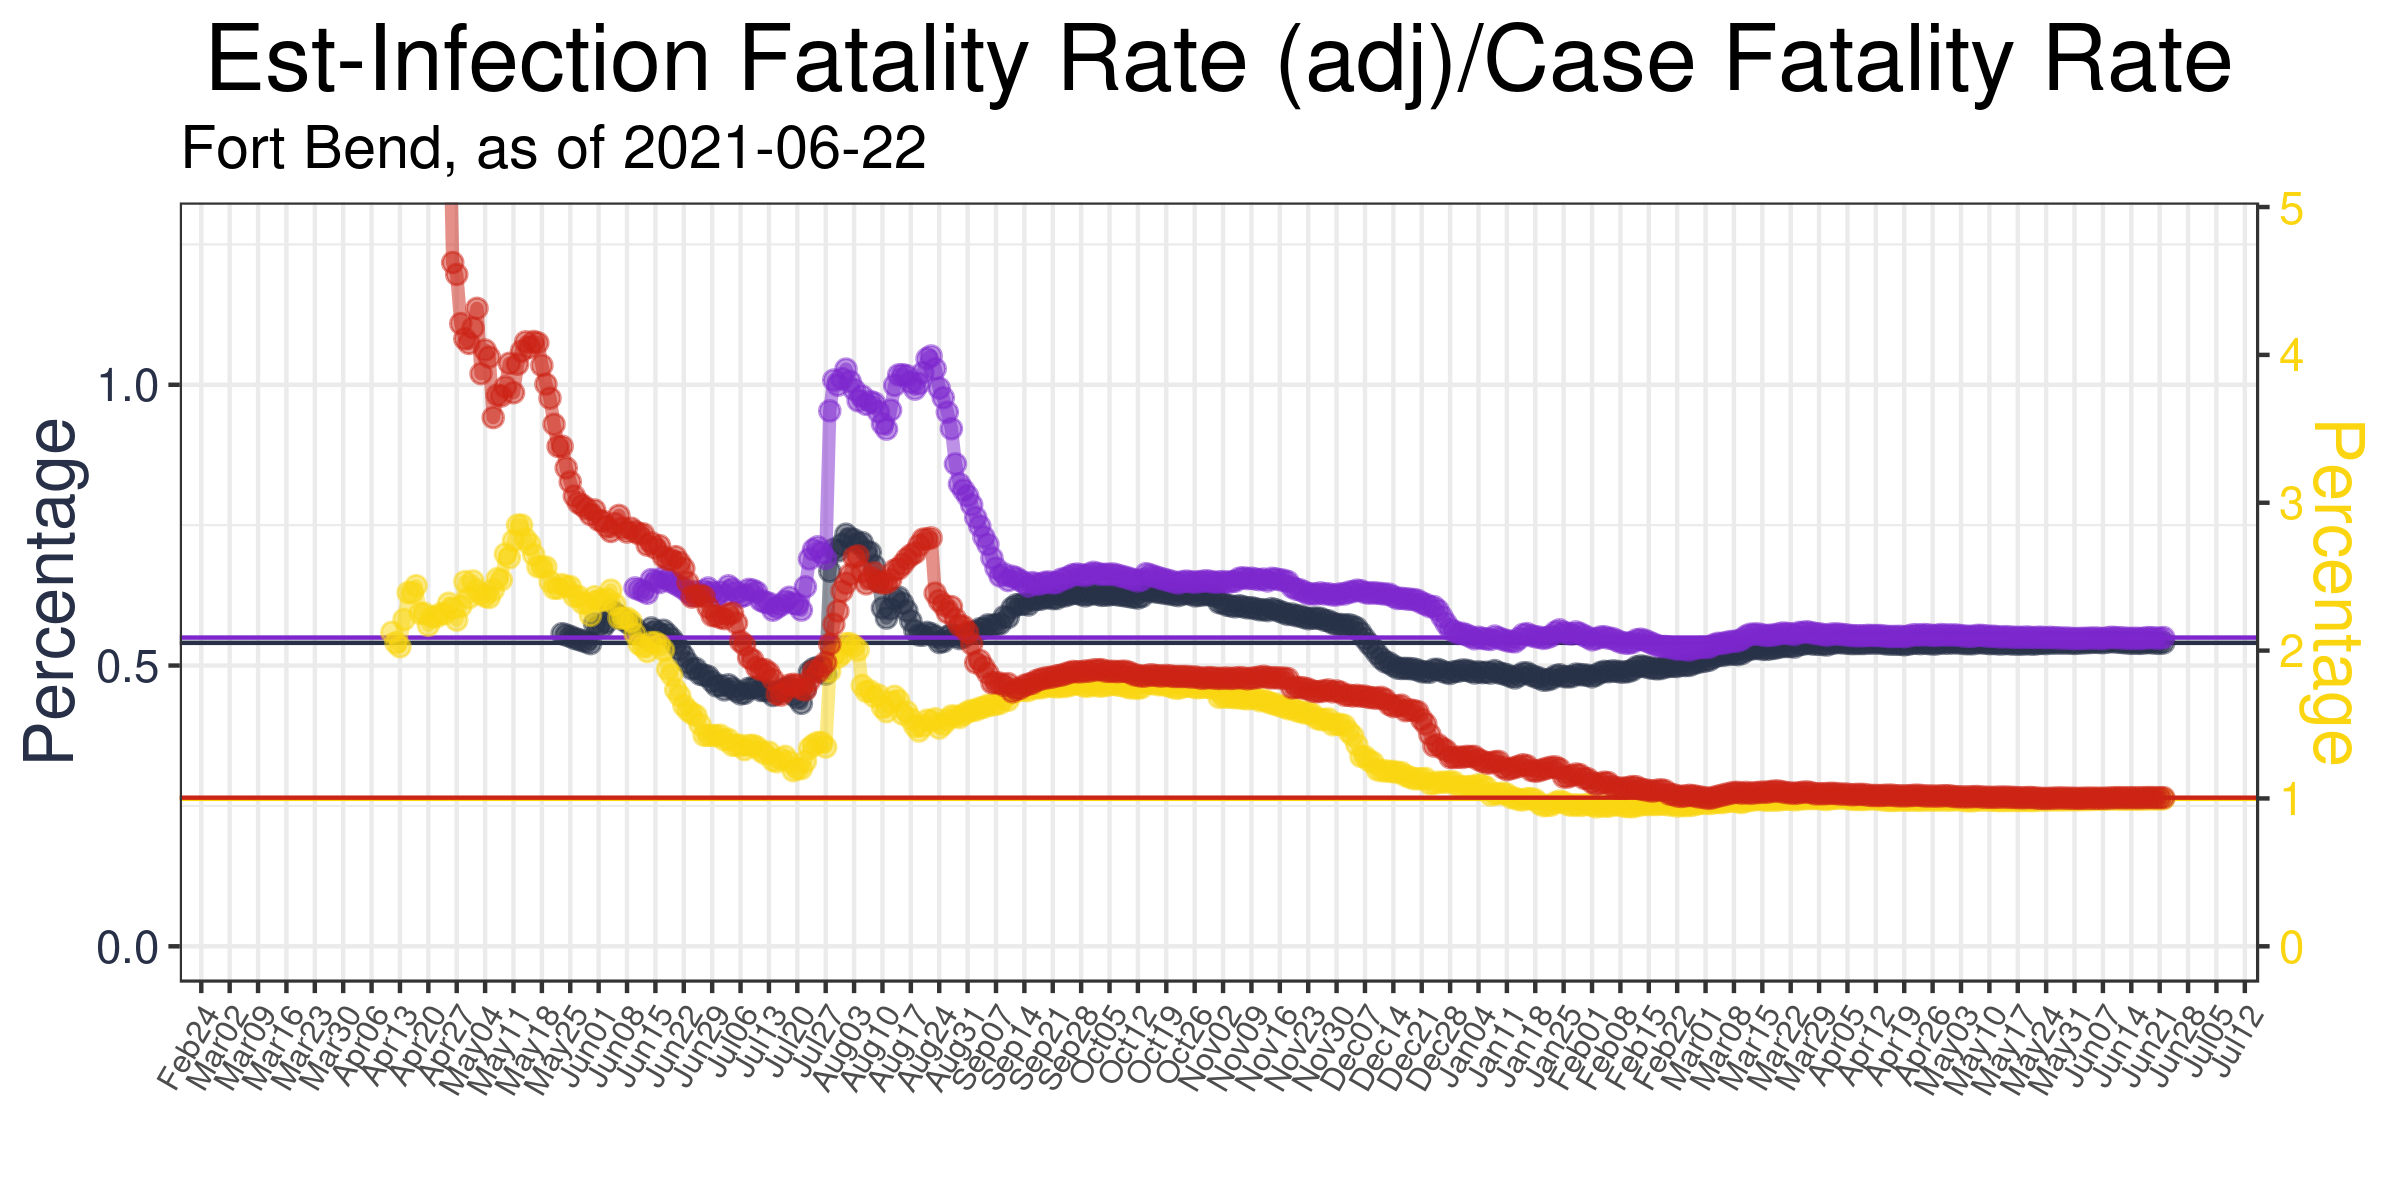 Est-Infection Fatality Rate (adj)/Case Fatality Rate
Fort Bend, as of 2021-06-22
Percentage
1.0
0.5
0.0
5
4
3
2
1
0
Percentage
Feb24
Mar02
Mar09
Mar16
Mar23
Mar30
Apr06
Apr13
Apr20
Apr27
May04
May11
May18
May25
Jun01
Jun08
Jun15
Jun22
Jun29
Jul06
Jul13
Jul20
Jul27
Aug03
Aug10
Aug17
Aug24
Aug31
Sep07
Sep14
Sep21
Sep28
Oct05
Oct12
Oct19
Oct26
Nov02
Nov09
Nov16
Nov23
Nov30
Dec07
Dec14
Dec21
Dec28
Jan04
Jan11
Jan18
Jan25
Feb01
Feb08
Feb15
Feb22
Mar01
Mar08
Mar15
Mar22
Mar29
Apr05
Apr12
Apr19
Apr26
May03
May10
May17
May24
May31
Jun07
Jun14
Jun21
Jun28
Jul05
Jul12